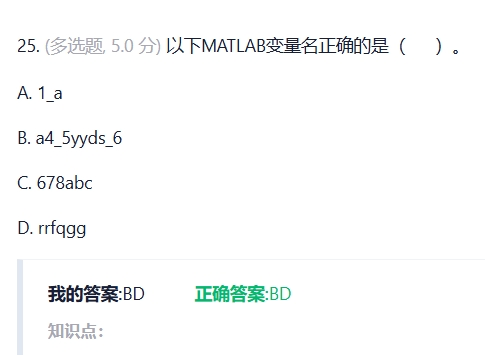 25. (多选题, 5.0 分) 以下MATLAB变量名正确的是（　　）。
A. 1_a
B. a4_5yyds_6
C. 678abc
D. rrfqgg
我的答案:BD 正确答案:BD
知识点：